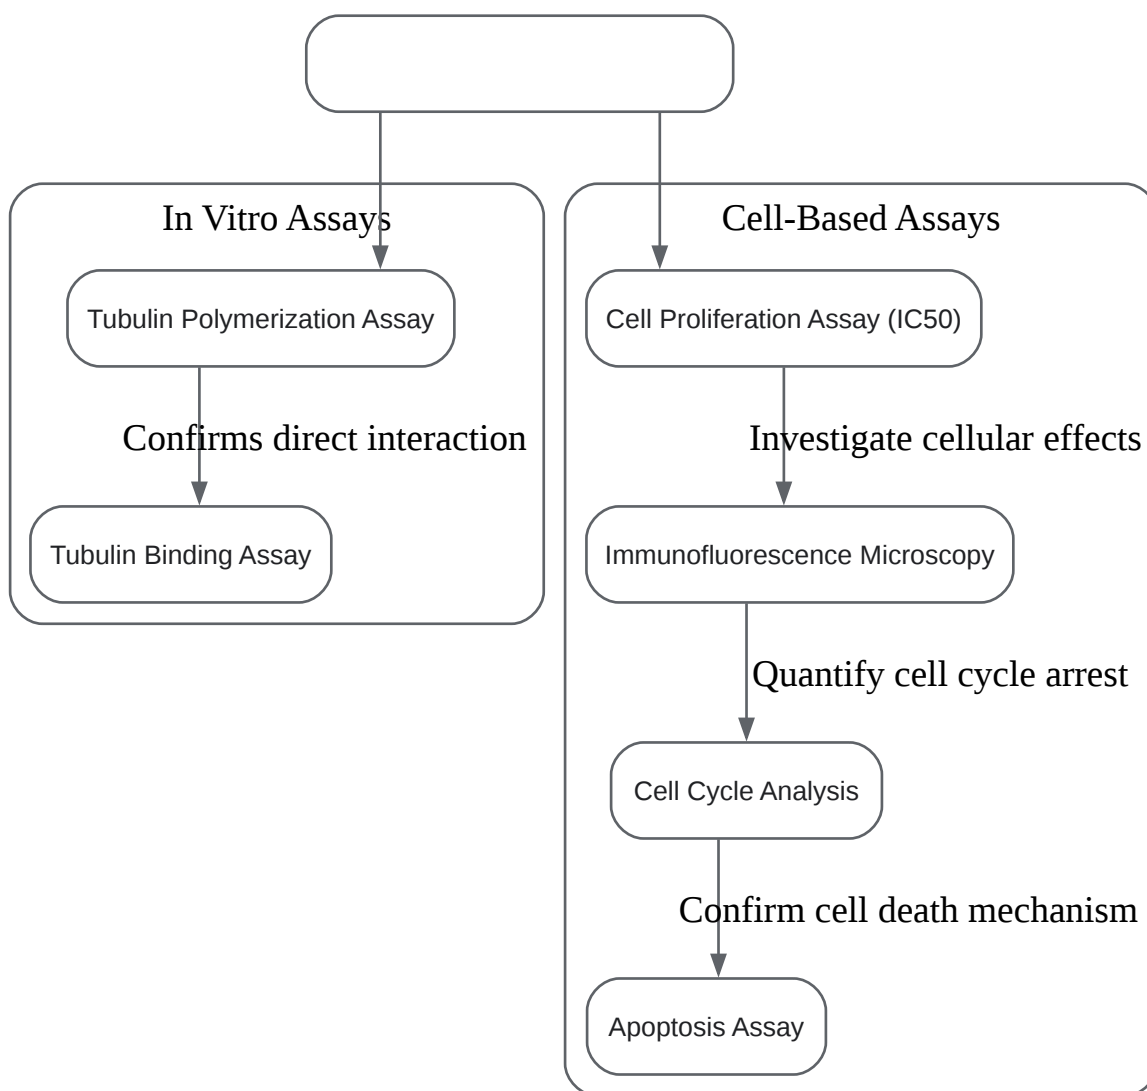 In Vitro Assays
Tubulin Polymerization Assay
Confirms direct interaction
Tubulin Binding Assay
Cell-Based Assays
Cell Proliferation Assay (IC50)
Investigate cellular effects
Immunofluorescence Microscopy
Quantify cell cycle arrest
Cell Cycle Analysis
Confirm cell death mechanism
Apoptosis Assay